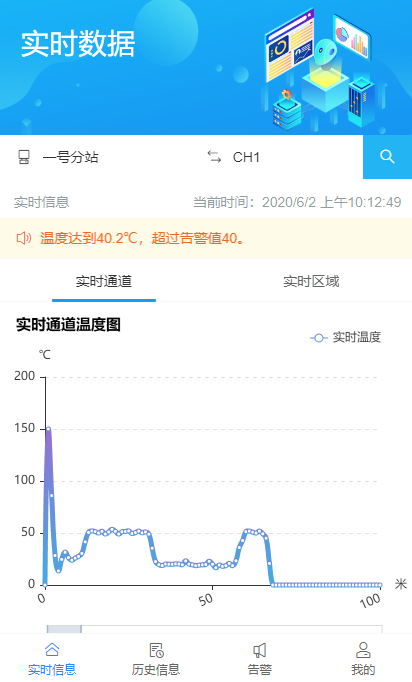 实时数据
一号分站 CH1
实时信息 当前时间：2020/6/2 上午10:12:49
温度达到40.2℃，超过告警值40。
实时通道 实时区域
实时通道温度图
实时温度
℃
200
150
100
50
0 米
0 50 100
实时信息 历史信息 告警 我的